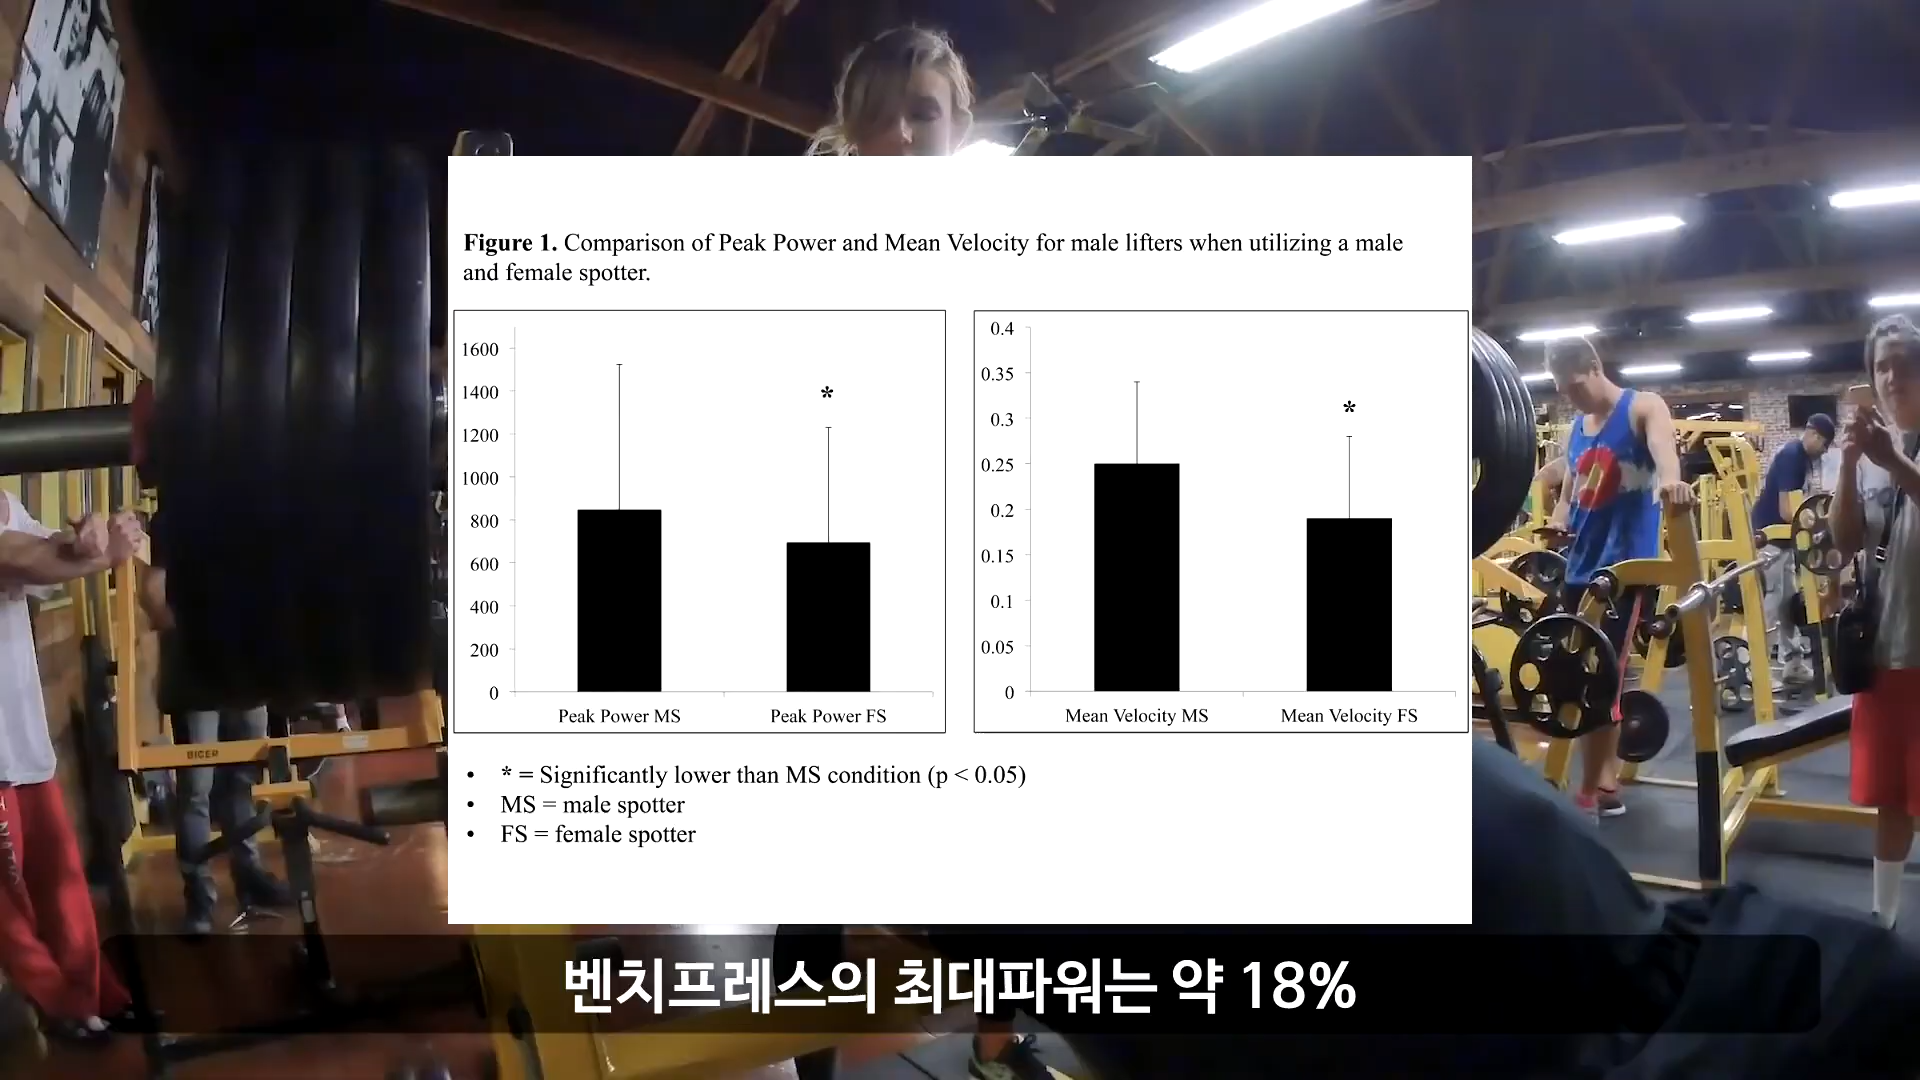 Figure 1. Comparison of Peak Power and Mean Velocity for male lifters when utilizing a male
and female spotter.
1600
1400
1200
1000
800
600
400
200
0
*
Peak Power MS
Peak Power FS
0.4
0.35
0.3
0.25
0.2
0.15
0.1
0.05
0
*
Mean Velocity MS
Mean Velocity FS
• * = Significantly lower than MS condition (p < 0.05)
• MS = male spotter
• FS = female spotter
벤치프레스의 최대파워는 약 18%